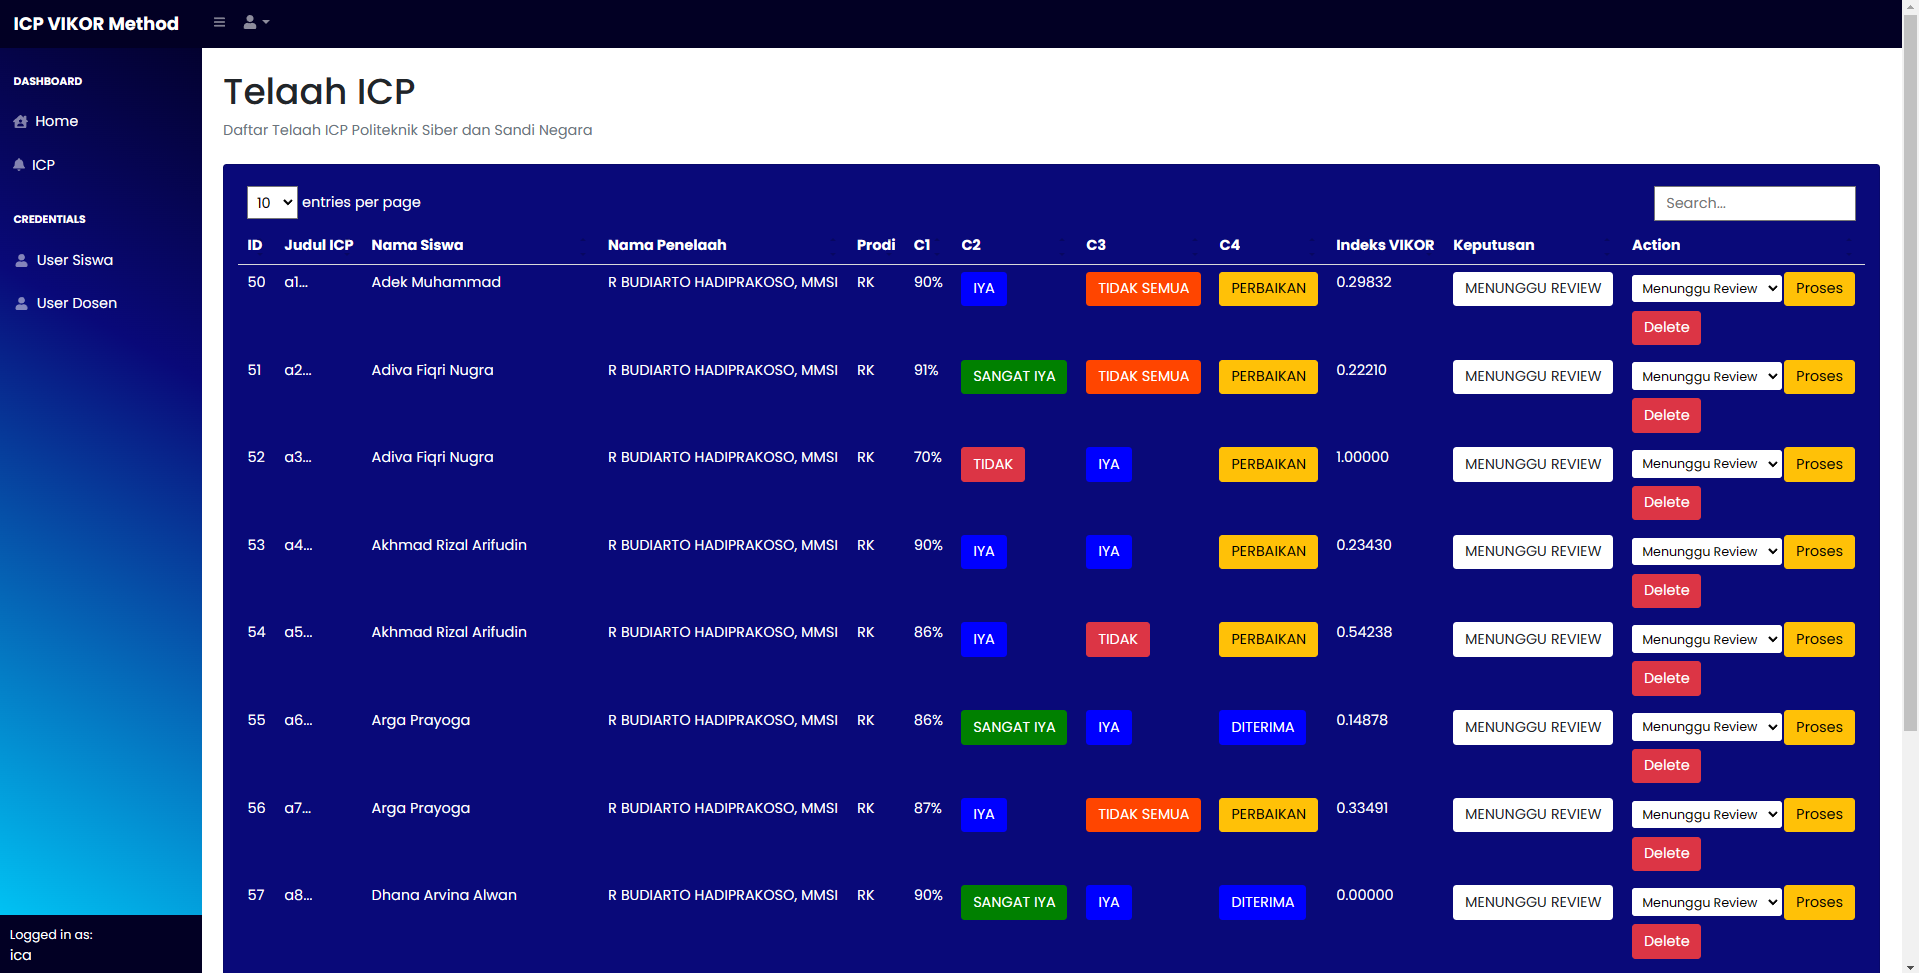 ICP VIKOR Method
DASHBOARD
Home
ICP
CREDENTIALS
User Siswa
User Dosen
Logged in as:
ica
Telaah ICP
Daftar Telaah ICP Politeknik Siber dan Sandi Negara
10 entries per page Search...
ID Judul ICP Nama Siswa Nama Penelaah Prodi C1 C2 C3 C4 Indeks VIKOR Keputusan Action
50 a1... Adek Muhammad R BUDIARTO HADIPRAKOSO, MMSI RK 90% IYA TIDAK SEMUA PERBAIKAN 0.29832 MENUNGGU REVIEW Menunggu Review Proses
Delete
51 a2... Adiva Fiqri Nugra R BUDIARTO HADIPRAKOSO, MMSI RK 91% SANGAT IYA TIDAK SEMUA PERBAIKAN 0.22210 MENUNGGU REVIEW Menunggu Review Proses
Delete
52 a3... Adiva Fiqri Nugra R BUDIARTO HADIPRAKOSO, MMSI RK 70% TIDAK IYA PERBAIKAN 1.00000 MENUNGGU REVIEW Menunggu Review Proses
Delete
53 a4... Akhmad Rizal Arifudin R BUDIARTO HADIPRAKOSO, MMSI RK 90% IYA IYA PERBAIKAN 0.23430 MENUNGGU REVIEW Menunggu Review Proses
Delete
54 a5... Akhmad Rizal Arifudin R BUDIARTO HADIPRAKOSO, MMSI RK 86% IYA TIDAK PERBAIKAN 0.54238 MENUNGGU REVIEW Menunggu Review Proses
Delete
55 a6... Arga Prayoga R BUDIARTO HADIPRAKOSO, MMSI RK 86% SANGAT IYA IYA DITERIMA 0.14878 MENUNGGU REVIEW Menunggu Review Proses
Delete
56 a7... Arga Prayoga R BUDIARTO HADIPRAKOSO, MMSI RK 87% IYA TIDAK SEMUA PERBAIKAN 0.33491 MENUNGGU REVIEW Menunggu Review Proses
Delete
57 a8... Dhana Arvina Alwan R BUDIARTO HADIPRAKOSO, MMSI RK 90% SANGAT IYA IYA DITERIMA 0.00000 MENUNGGU REVIEW Menunggu Review Proses
Delete